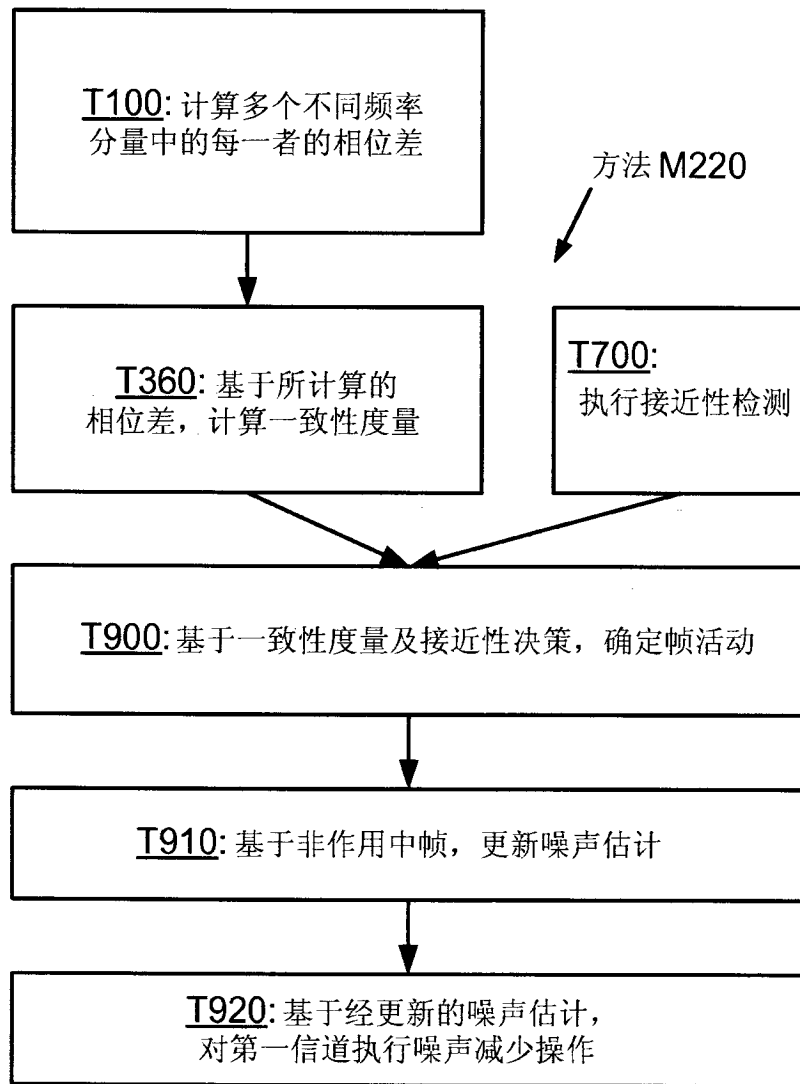 T100: 计算多个不同频率
分量中的每一者的相位差
方法 M220
T360: 基于所计算的
相位差，计算一致性度量
T700:
执行接近性检测
T900: 基于一致性度量及接近性决策，确定帧活动
T910: 基于非作用中帧，更新噪声估计
T920: 基于经更新的噪声估计，
对第一信道执行噪声减少操作